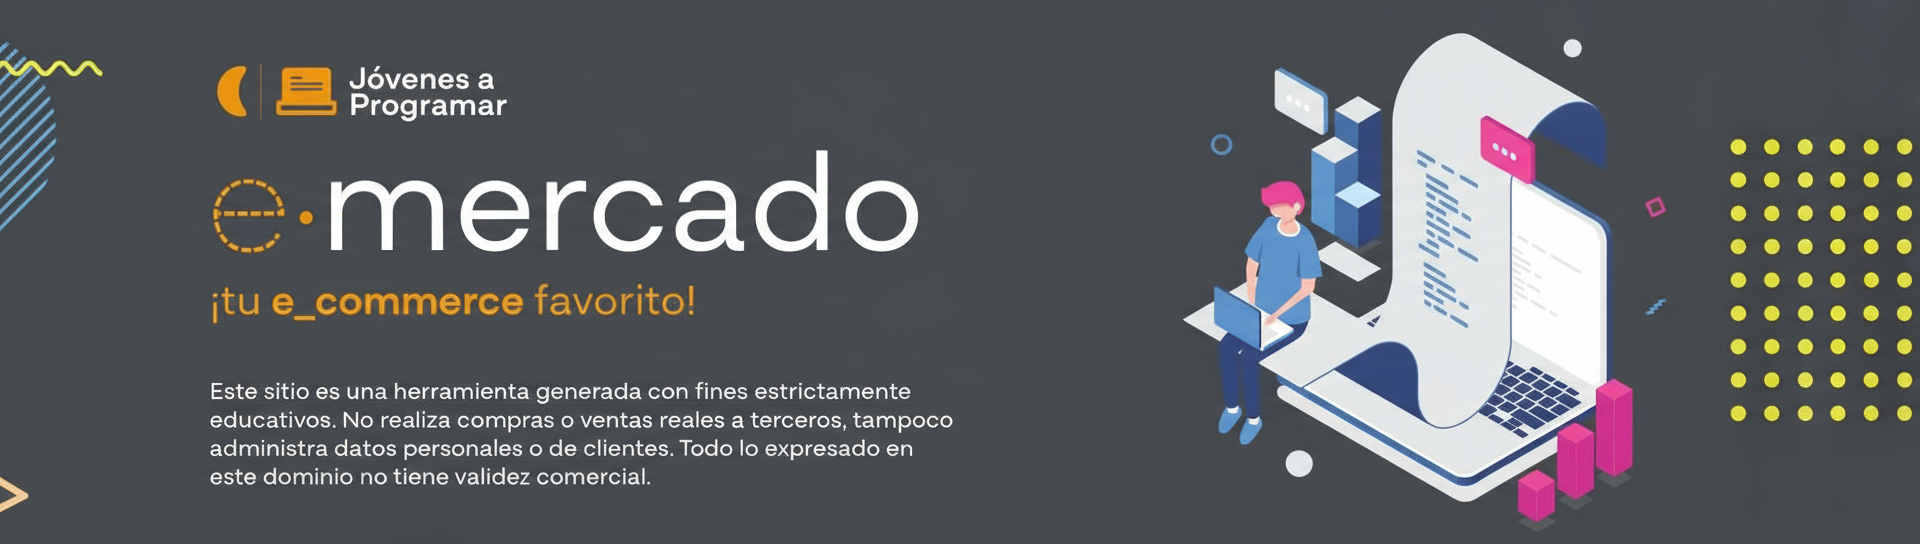 Jóvenes a
Programar
e·mercado
¡tu e_commerce favorito!
Este sitio es una herramienta generada con fines estrictamente
educativos. No realiza compras o ventas reales a terceros, tampoco
administra datos personales o de clientes. Todo lo expresado en
este dominio no tiene validez comercial.